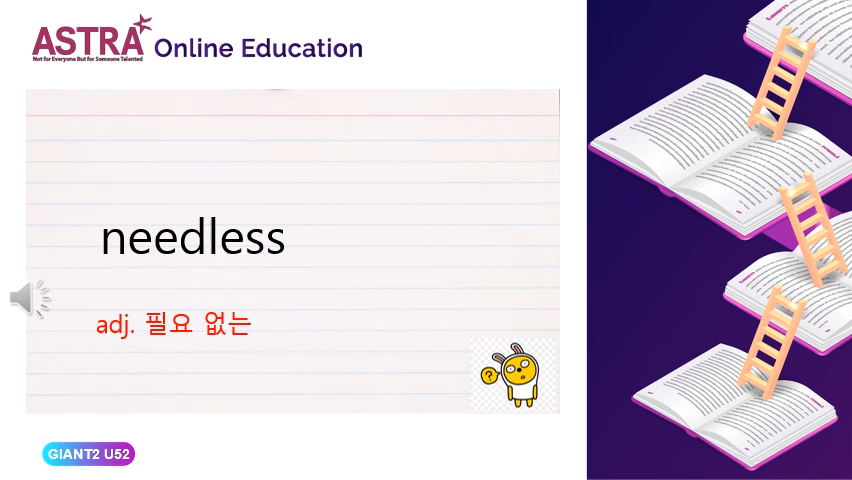 ASTRA
Not for Everyone But for Someone Talented
Online Education
needless
adj. 필요 없는
?
GIANT2 U52